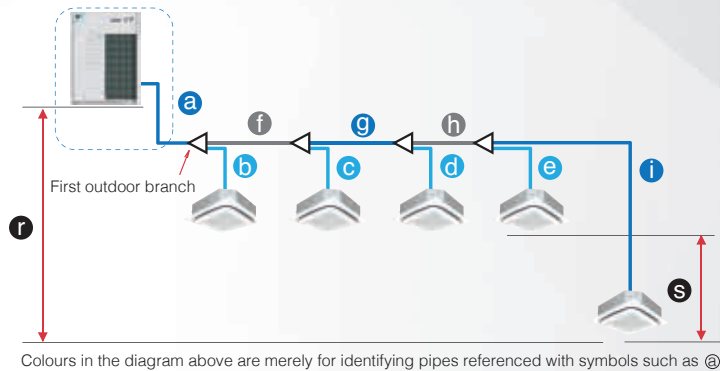 a
f
g
h
b
c
d
e
i
First outdoor branch
r
s
Colours in the diagram above are merely for identifying pipes referenced with symbols such as ⓐ